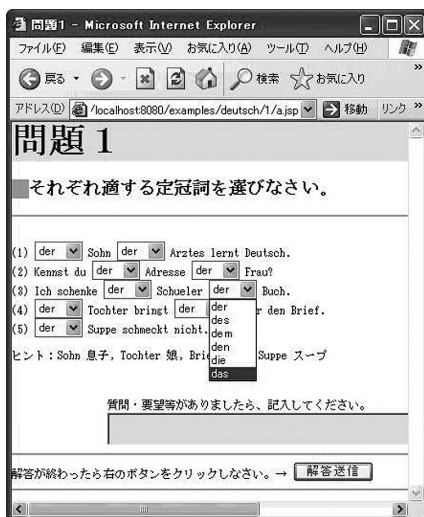 問題1 - Microsoft Internet Explorer
ファイル(F) 編集(E) 表示(V) お気に入り(A) ツール(T) ヘルプ(H)
戻る 検索 お気に入り
アドレス(D) /localhost:8080/examples/deutsch/1/a.jsp 移動 リンク
問題 1
それぞれ適する定冠詞を選びなさい。
(1) der Sohn der Arztes lernt Deutsch.
(2) Kennst du der Adresse der Frau?
(3) Ich schenke der Schueler der Buch.
(4) der Tochter bringt der r den Brief.
(5) der Suppe schmeckt nicht.
der
des
dem
den
die
das
ヒント:Sohn 息子, Tochter 娘, Brie Suppe スープ
質問・要望等がありましたら、記入してください。
解答が終わったら右のボタンをクリックしなさい。→ 解答送信